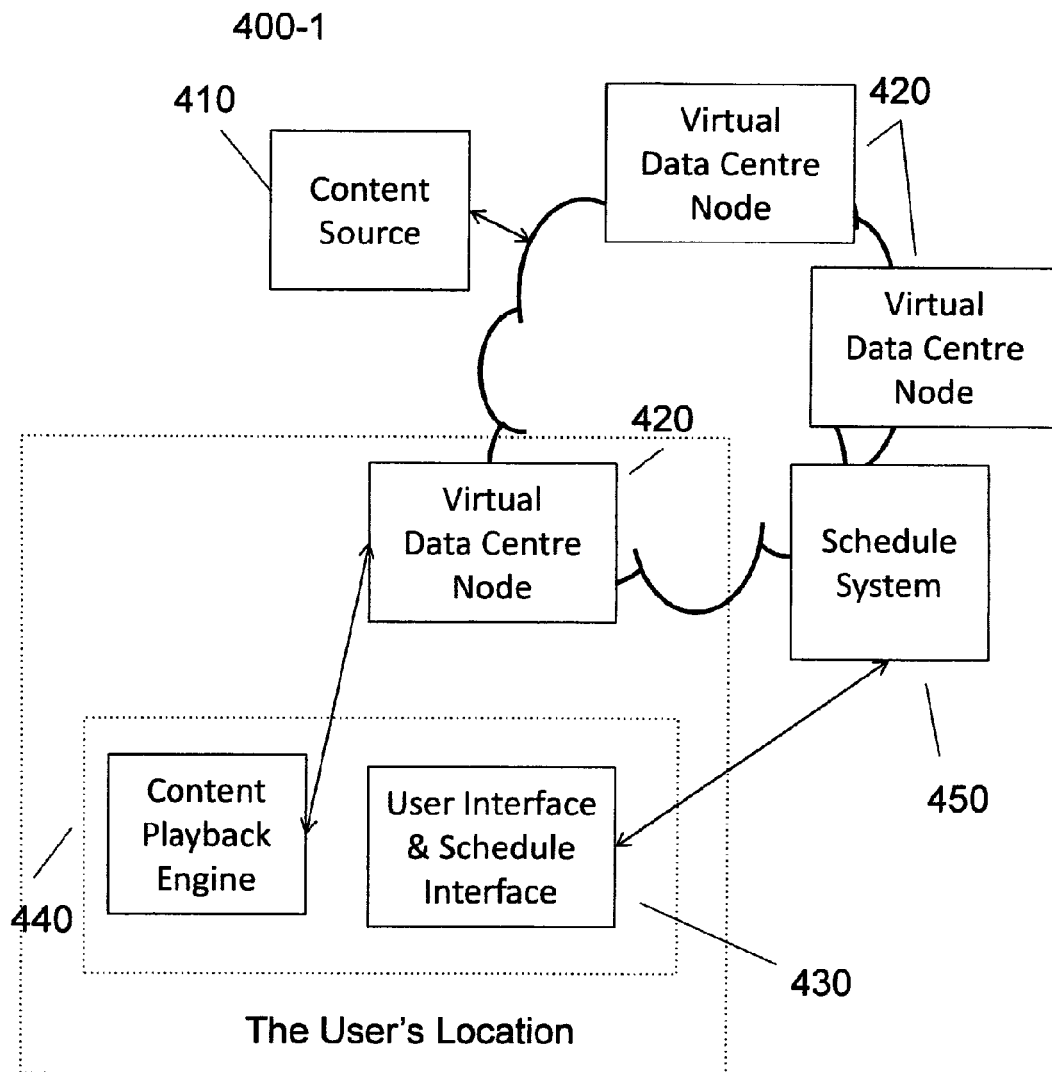 400-1
410
Content
Source
Virtual
Data Centre
Node
420
Virtual
Data Centre
Node
420
Virtual
Data Centre
Node
Schedule
System
450
Content
Playback
Engine
User Interface
& Schedule
Interface
440
430
The User's Location